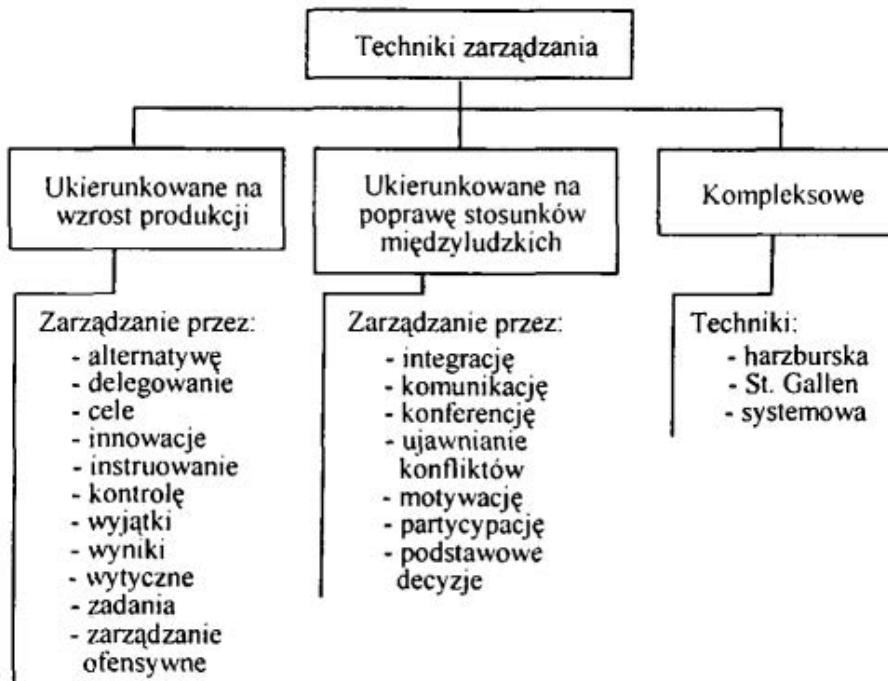 Techniki zarządzania
Ukierunkowane na
wzrost produkcji
Ukierunkowane na
poprawę stosunków
międzyludzkich
Kompleksowe
Zarządzanie przez:
- alternatywę
- delegowanie
- cele
- innowacje
- instruowanie
- kontrolę
- wyjątki
- wyniki
- wytyczne
- zadania
- zarządzanie
ofensywne
Zarządzanie przez:
- integrację
- komunikację
- konferencję
- ujawnianie
konfliktów
- motywację
- partycypację
- podstawowe
decyzje
Techniki:
- harzburska
- St. Gallen
- systemowa